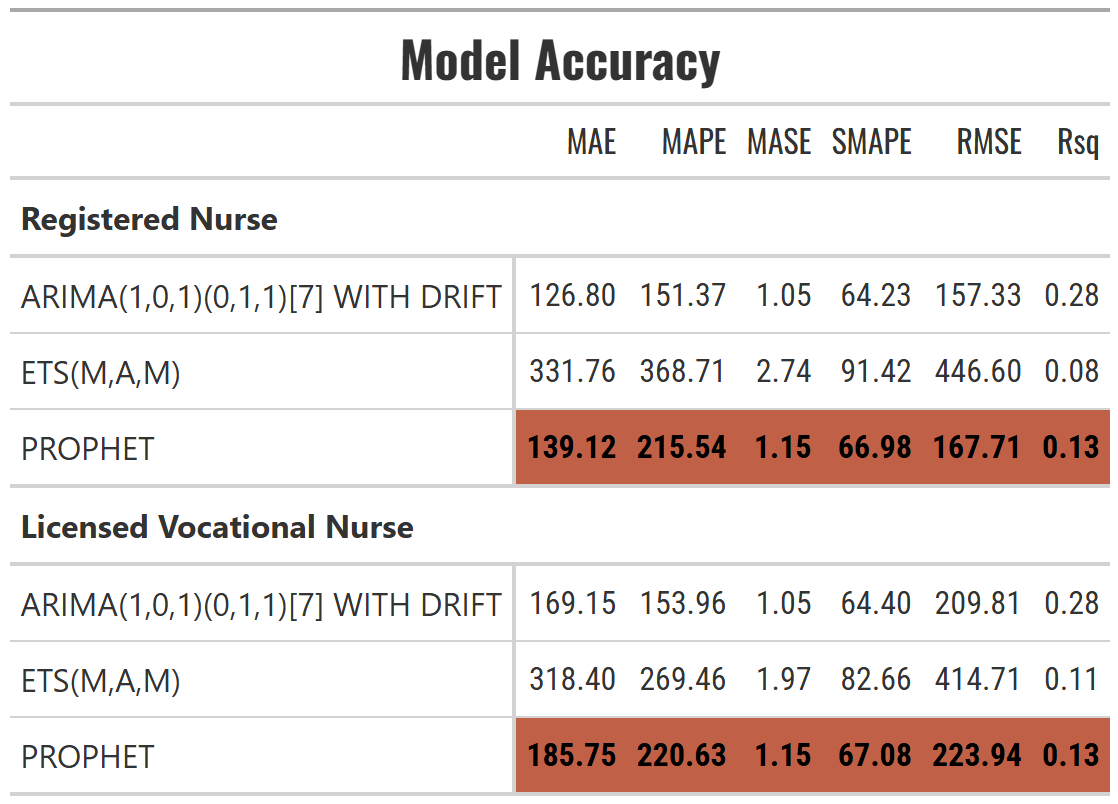 Model Accuracy
MAE MAPE MASE SMAPE RMSE Rsq
Registered Nurse
ARIMA(1,0,1)(0,1,1)[7] WITH DRIFT 126.80 151.37 1.05 64.23 157.33 0.28
ETS(M,A,M) 331.76 368.71 2.74 91.42 446.60 0.08
PROPHET 139.12 215.54 1.15 66.98 167.71 0.13
Licensed Vocational Nurse
ARIMA(1,0,1)(0,1,1)[7] WITH DRIFT 169.15 153.96 1.05 64.40 209.81 0.28
ETS(M,A,M) 318.40 269.46 1.97 82.66 414.71 0.11
PROPHET 185.75 220.63 1.15 67.08 223.94 0.13